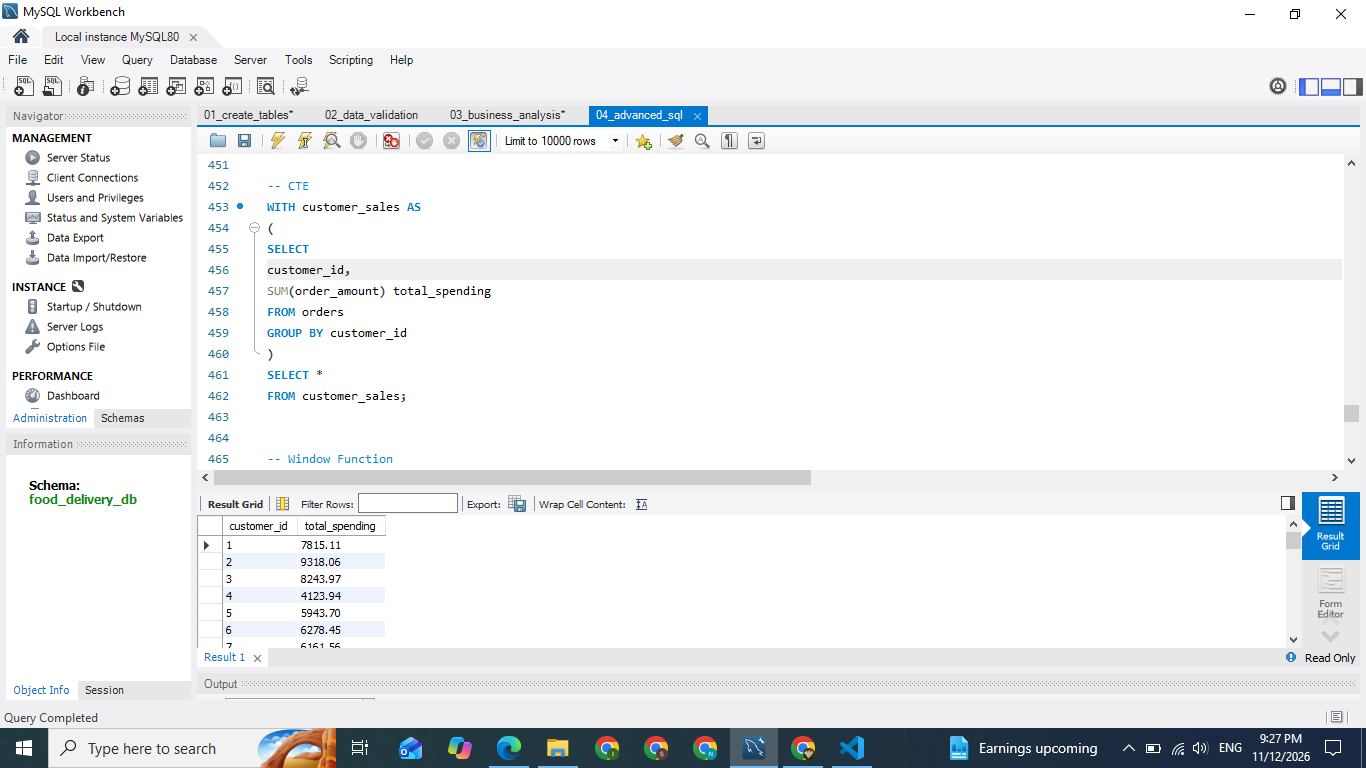 MySQL Workbench
Local instance MySQL80
File Edit View Query Database Server Tools Scripting Help
Navigator
MANAGEMENT
Server Status
Client Connections
Users and Privileges
Status and System Variables
Data Export
Data Import/Restore
INSTANCE
Startup / Shutdown
Server Logs
Options File
PERFORMANCE
Dashboard
Administration Schemas
Information
Schema:
food_delivery_db
Object Info Session
01_create_tables* 02_data_validation 03_business_analysis* 04_advanced_sql
Limit to 10000 rows
451
452 -- CTE
453 WITH customer_sales AS
454 (
455 SELECT
456 customer_id,
457 SUM(order_amount) total_spending
458 FROM orders
459 GROUP BY customer_id
460 )
461 SELECT *
462 FROM customer_sales;
463
464
465 -- Window Function
Result Grid Filter Rows: Export: Wrap Cell Content:
customer_id total_spending
1 7815.11
2 9318.06
3 8243.97
4 4123.94
5 5943.70
6 6278.45
7 6161.56
Result Grid
Form Editor
Result 1
Read Only
Output
Query Completed
Type here to search
Earnings upcoming
ENG
9:27 PM
11/12/2026